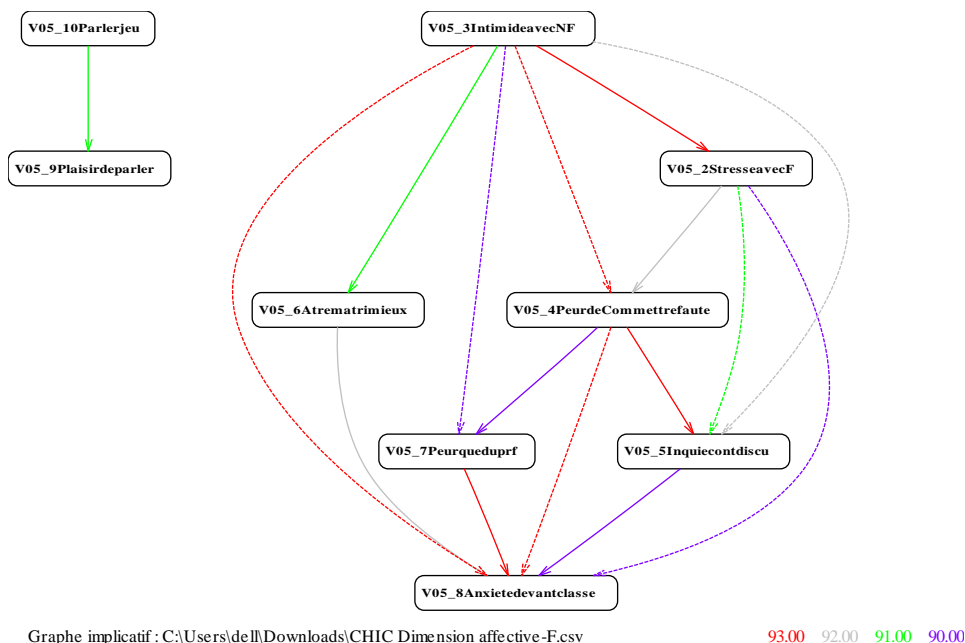 V05_10Parlerjeu
V05_3IntimideavecNF
V05_9Plaisirdeparler
V05_2StresseavecF
V05_6Atrematrimieux
V05_4PeurdeCommettrefaute
V05_7Peurqueduprf
V05_5Inquiecontdiscu
V05_8Anxietedevantclasse
Graphe implicatif : C:\Users\dell\Downloads\CHIC Dimension affective-F.csv 93.00 92.00 91.00 90.00